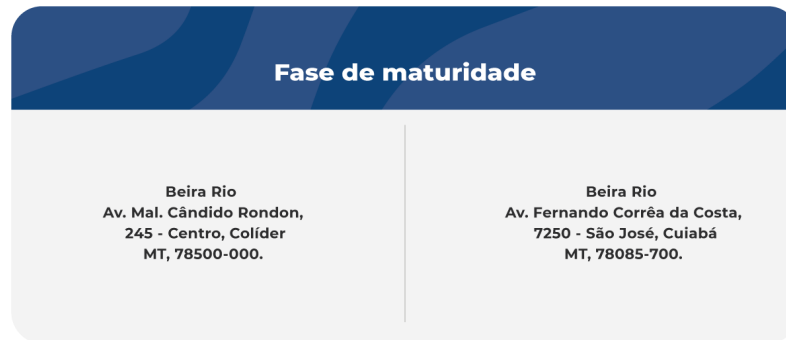 Fase de maturidade
Beira Rio
Av. Mal. Cândido Rondon,
245 - Centro, Colíder
MT, 78500-000.
Beira Rio
Av. Fernando Corrêa da Costa,
7250 - São José, Cuiabá
MT, 78085-700.